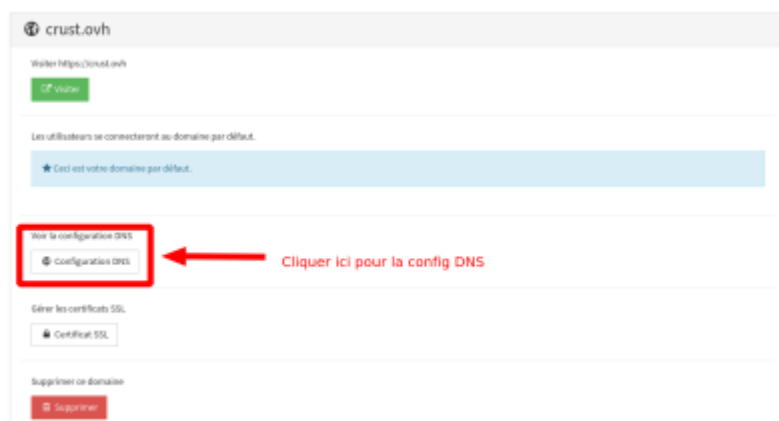 crust.ovh
Visiter https://crust.ovh
Visiter
Les utilisateurs se connecteront au domaine par défaut.
Ceci est votre domaine par défaut.
Voir la configuration DNS
Configuration DNS
Cliquer ici pour la config DNS
Gérer les certificats SSL
Certificat SSL
Supprimer ce domaine
Supprimer